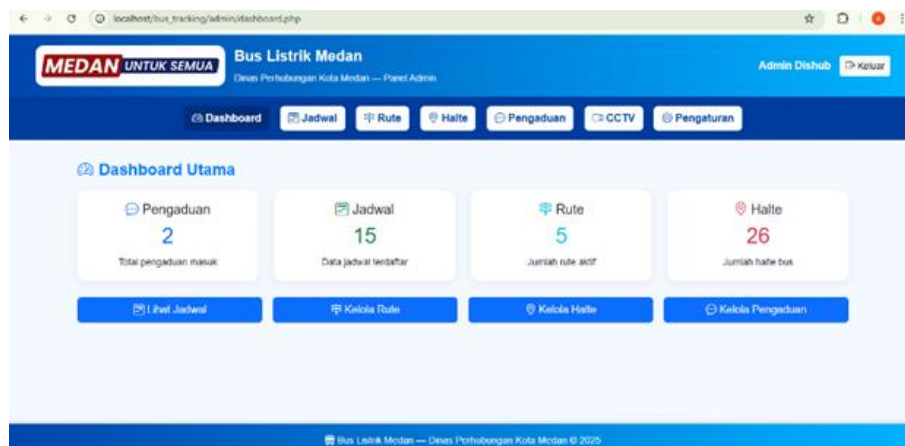 localhost/bus_tracking/admin/dashboard.php
MEDAN UNTUK SEMUA
Bus Listrik Medan
Dinas Perhubungan Kota Medan — Panel Admin
Admin Dishub
Keluar
Dashboard
Jadwal
Rute
Halte
Pengaduan
CCTV
Pengaturan
Dashboard Utama
Pengaduan
2
Total pengaduan masuk
Jadwal
15
Data jadwal terdaftar
Rute
5
Jumlah rute aktif
Halte
26
Jumlah halte bus
Lihat Jadwal
Kelola Rute
Kelola Halte
Kelola Pengaduan
Bus Listrik Medan — Dinas Perhubungan Kota Medan © 2025